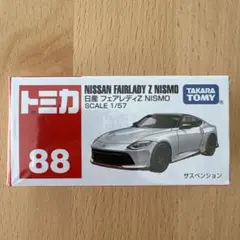 トミカ
88
NISSAN FAIRLADY Z NISMO
日産 フェアレディZ NISMO
SCALE 1/57
TAKARA
TOMY
サスペンション